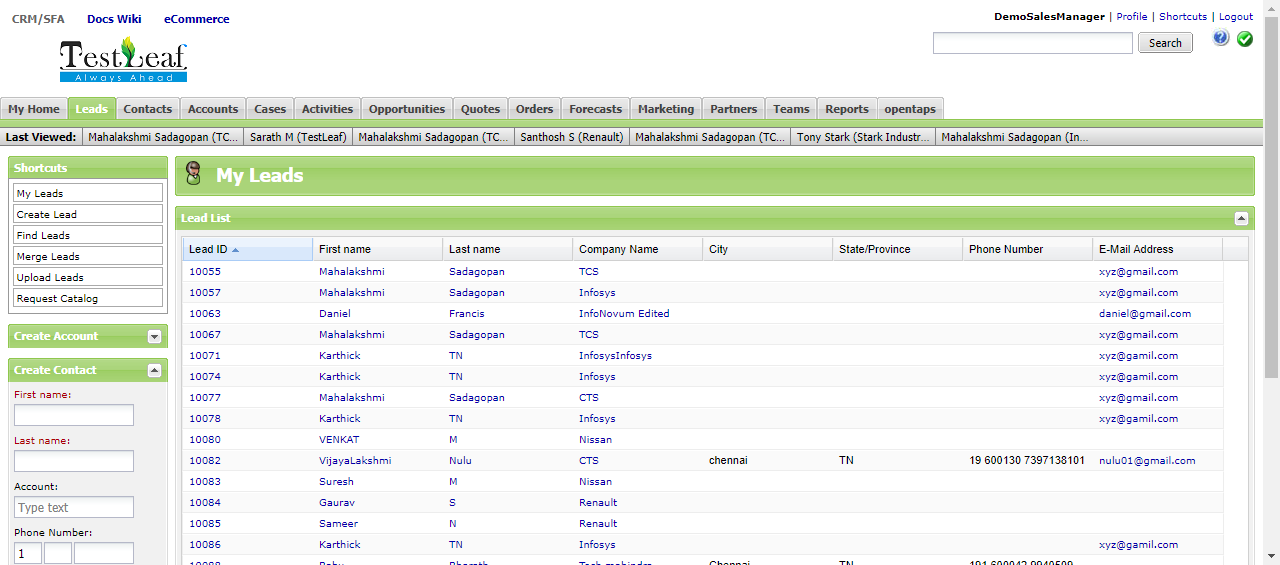 CRM/SFA Docs Wiki eCommerce
DemoSalesManager | Profile | Shortcuts | Logout
TestLeaf
Always Ahead
Search
My Home Leads Contacts Accounts Cases Activities Opportunities Quotes Orders Forecasts Marketing Partners Teams Reports opentaps
Last Viewed: Mahalakshmi Sadagopan (TC... Sarath M (TestLeaf) Mahalakshmi Sadagopan (TC... Santhosh S (Renault) Mahalakshmi Sadagopan (TC... Tony Stark (Stark Industr... Mahalakshmi Sadagopan (In...
Shortcuts
My Leads
Create Lead
Find Leads
Merge Leads
Upload Leads
Request Catalog
Create Account
Create Contact
First name:
Last name:
Account:
Type text
Phone Number:
1
My Leads
Lead List
Lead ID First name Last name Company Name City State/Province Phone Number E-Mail Address
10055 Mahalakshmi Sadagopan TCS xyz@gmail.com
10057 Mahalakshmi Sadagopan Infosys xyz@gmail.com
10063 Daniel Francis InfoNovum Edited daniel@gmail.com
10067 Mahalakshmi Sadagopan TCS xyz@gmail.com
10071 Karthick TN InfosysInfosys xyz@gamil.com
10074 Karthick TN Infosys xyz@gamil.com
10077 Mahalakshmi Sadagopan CTS xyz@gmail.com
10078 Karthick TN Infosys xyz@gamil.com
10080 VENKAT M Nissan
10082 VijayaLakshmi Nulu CTS chennai TN 19 600130 7397138101 nulu01@gmail.com
10083 Suresh M Nissan
10084 Gaurav S Renault
10085 Sameer N Renault
10086 Karthick TN Infosys xyz@gamil.com